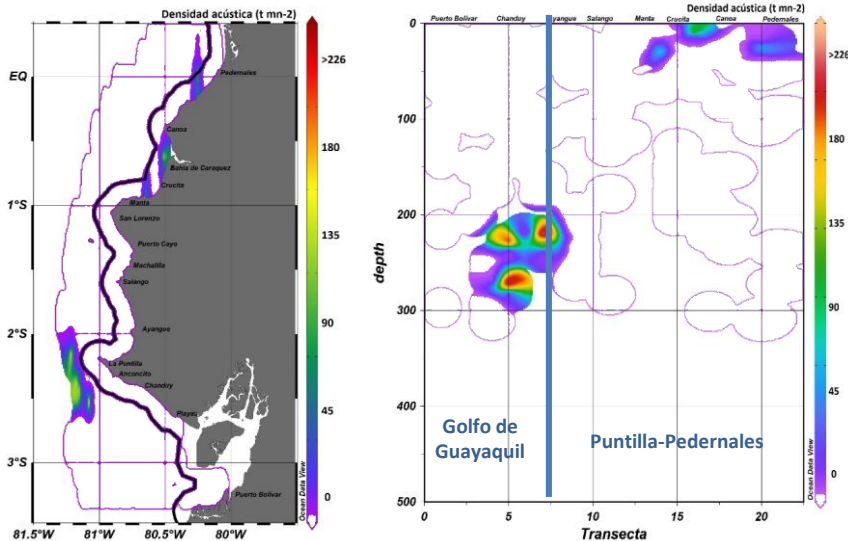 Densidad acústica (t mn-2)
EQ
1°S
2°S
3°S
81.5°W
81°W
80.5°W
80°W
Pedernales
Canoa
Bahia de Caraquez
Crucita
Manta
San Lorenzo
Puerto Cayo
Machalilla
Salango
Ayangue
La Puntilla
Anconcito
Chanduy
Playas
Puerto Bolivar
>226
180
90
45
0
Ocean Data View
Densidad acústica (t mn-2)
Puerto Bolivar Chanduy yangue Salango Manta Crucita Canoa Pedernales
0
100
200
300
400
500
depth
0 5 10 15 20
Transecta
Golfo de
Guayaquil
Puntilla-Pedernales
>226
180
90
45
0
Ocean Data View